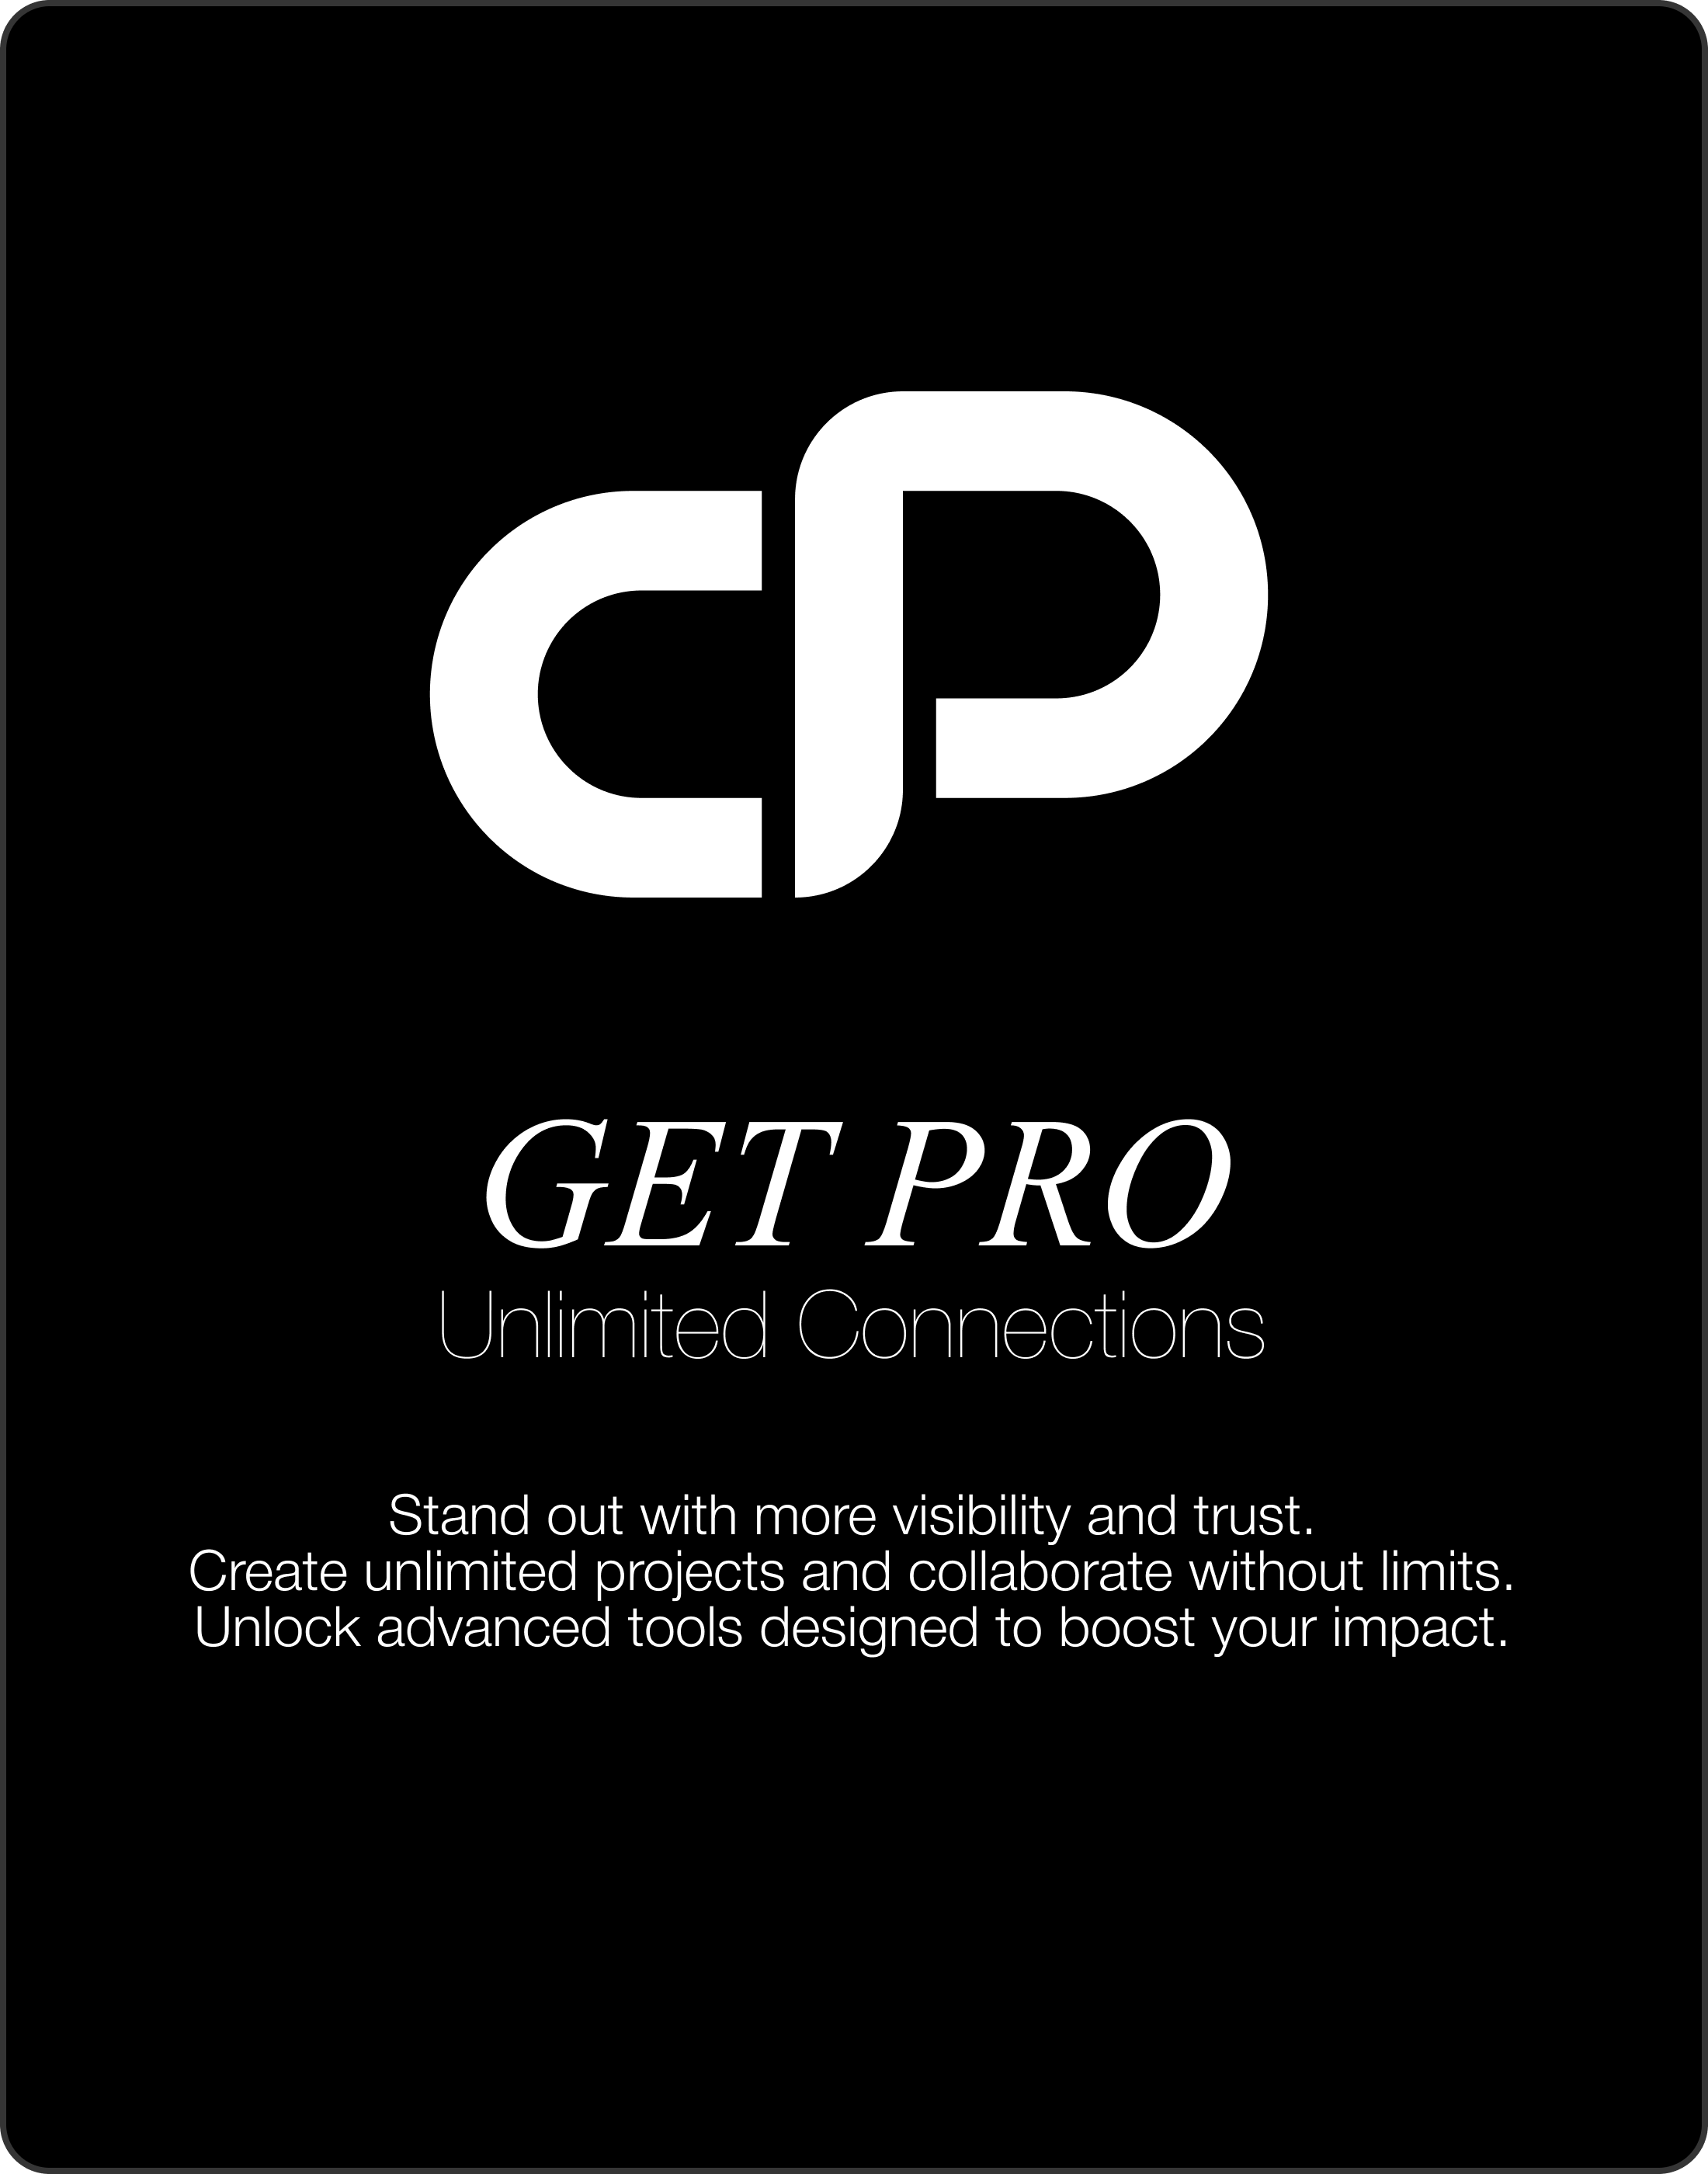 CP
GET PRO
Unlimited Connections
Stand out with more visibility and trust.
Create unlimited projects and collaborate without limits.
Unlock advanced tools designed to boost your impact.